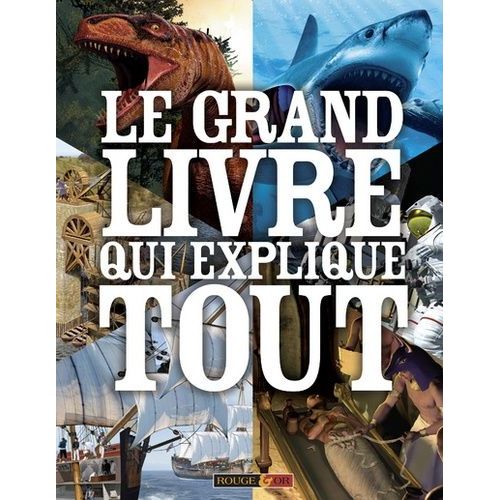 LE GRAND
LIVRE
QUI EXPLIQUE
TOUT
ROUGE & OR